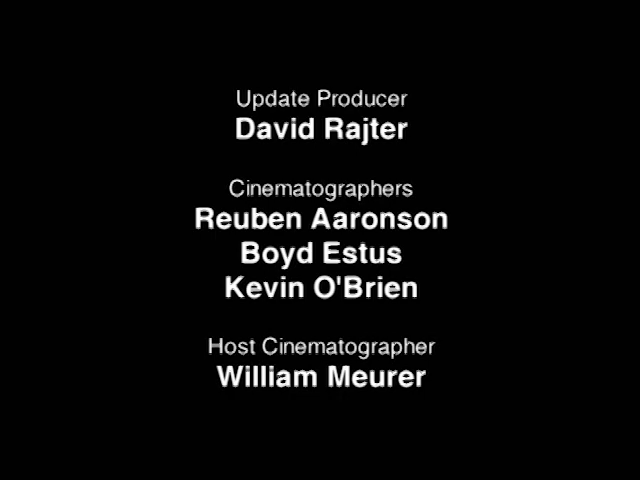 Update Producer
David Rajter
Cinematographers
Reuben Aaronson
Boyd Estus
Kevin O'Brien
Host Cinematographer
William Meurer